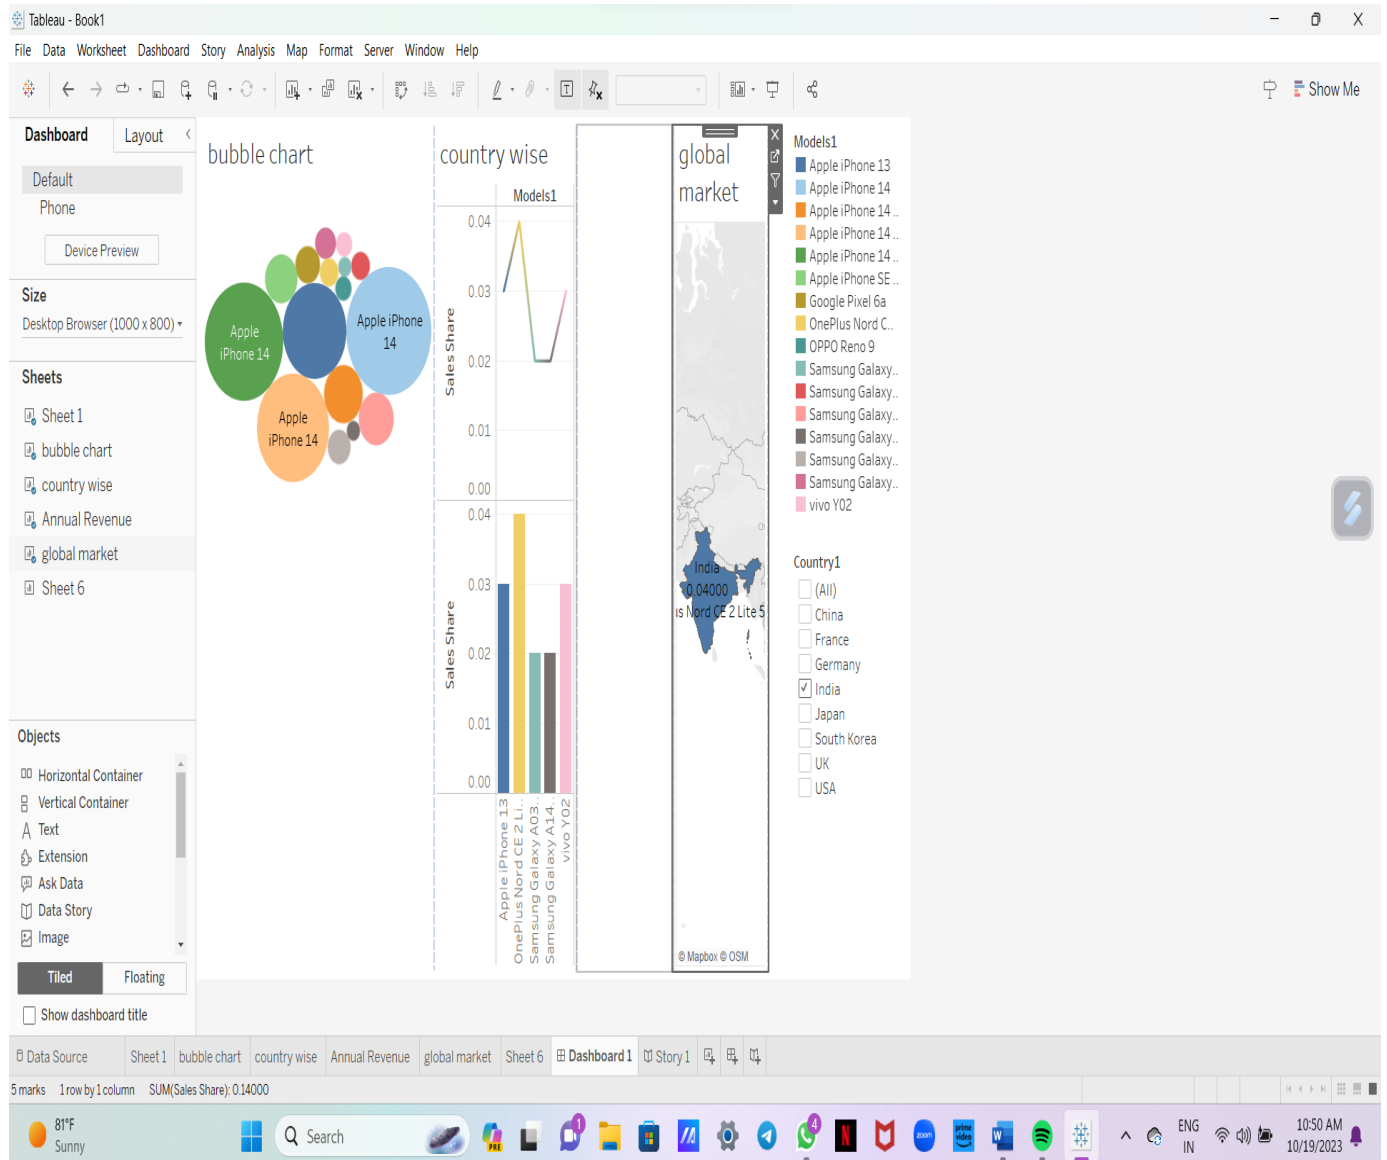 Tableau - Book1
File Data Worksheet Dashboard Story Analysis Map Format Server Window Help
Show Me
Dashboard Layout
Default
Phone
Device Preview
Size
Desktop Browser (1000 x 800)
Sheets
Sheet 1
bubble chart
country wise
Annual Revenue
global market
Sheet 6
Objects
Horizontal Container
Vertical Container
Text
Extension
Ask Data
Data Story
Image
Tiled Floating
Show dashboard title
bubble chart
Apple
iPhone 14
Apple iPhone
14
Apple
iPhone 14
country wise
Models1
0.04
0.03
0.02
0.01
0.00
Sales Share
0.04
0.03
0.02
0.01
0.00
Sales Share
Apple iPhone 13
OnePlus Nord CE 2 Li..
Samsung Galaxy A03..
Samsung Galaxy A14..
vivo Y02
global
market
Ch
India
0.04000
us Nord CE 2 Lite 5
© Mapbox © OSM
Models1
Apple iPhone 13
Apple iPhone 14
Apple iPhone 14 ..
Apple iPhone 14 ..
Apple iPhone 14 ..
Apple iPhone SE ..
Google Pixel 6a
OnePlus Nord C..
OPPO Reno 9
Samsung Galaxy..
Samsung Galaxy..
Samsung Galaxy..
Samsung Galaxy..
Samsung Galaxy..
Samsung Galaxy..
vivo Y02
Country1
(All)
China
France
Germany
India
Japan
South Korea
UK
USA
Data Source Sheet 1 bubble chart country wise Annual Revenue global market Sheet 6 Dashboard 1 Story 1
5 marks 1 row by 1 column SUM(Sales Share): 0.14000
81°F
Sunny
Search
PRE
1
4
N
zoom
prime
video
W
ENG
IN
10:50 AM
10/19/2023